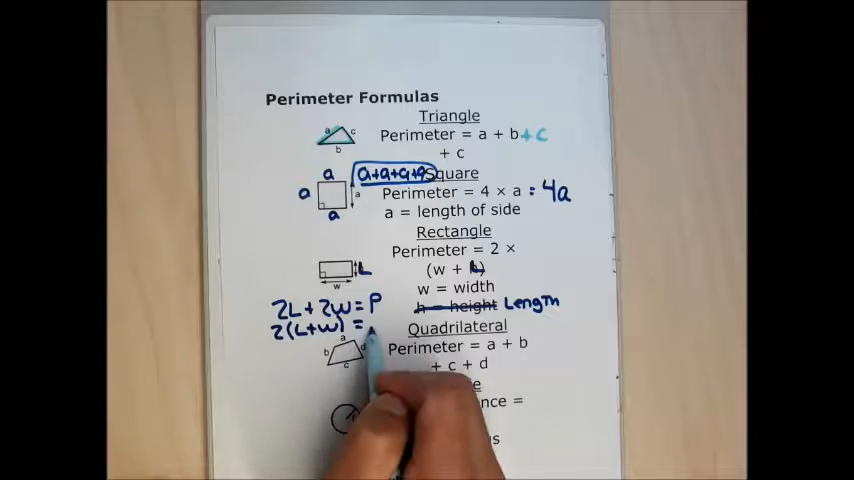 Perimeter Formulas
Triangle
a c b
Perimeter = a + b + c
+ c
a
a+a+a+a Square
a a
Perimeter = 4 × a = 4a
a
a = length of side
Rectangle
Perimeter = 2 ×
L
(w + h)
w
w = width
2L + 2W = P
h = height Length
2(L+W) =
Quadrilateral
a b d c
Perimeter = a + b
+ c + d